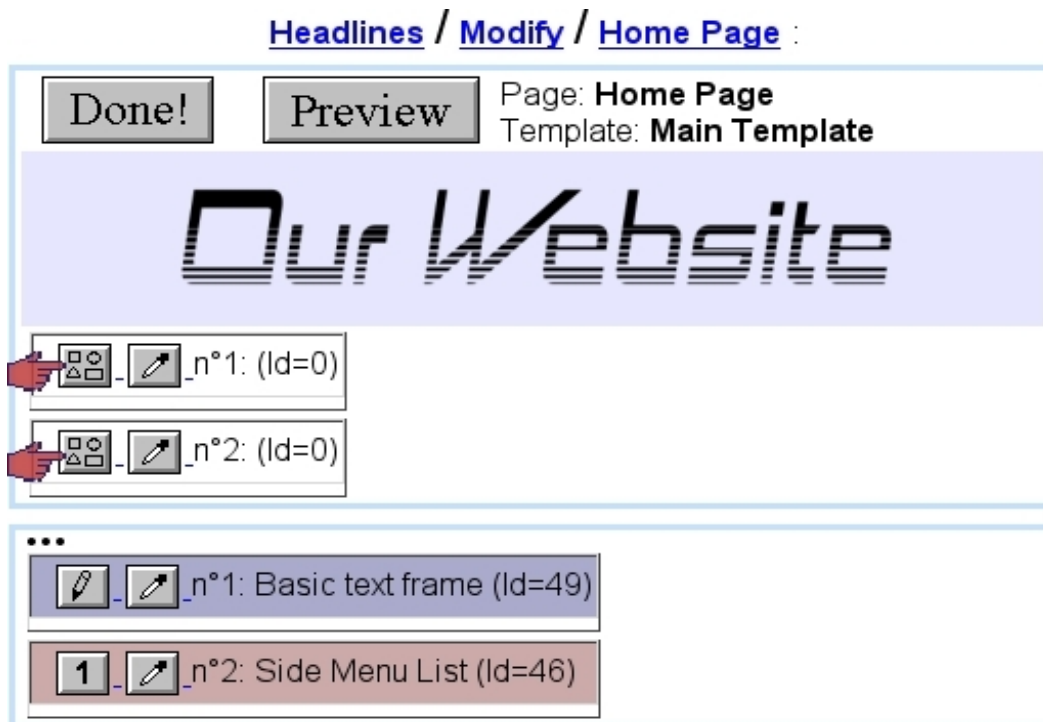 Headlines / Modify / Home Page :
Done! Preview Page: Home Page
Template: Main Template
Our Website
n°1: (Id=0)
n°2: (Id=0)
•••
n°1: Basic text frame (Id=49)
1 n°2: Side Menu List (Id=46)